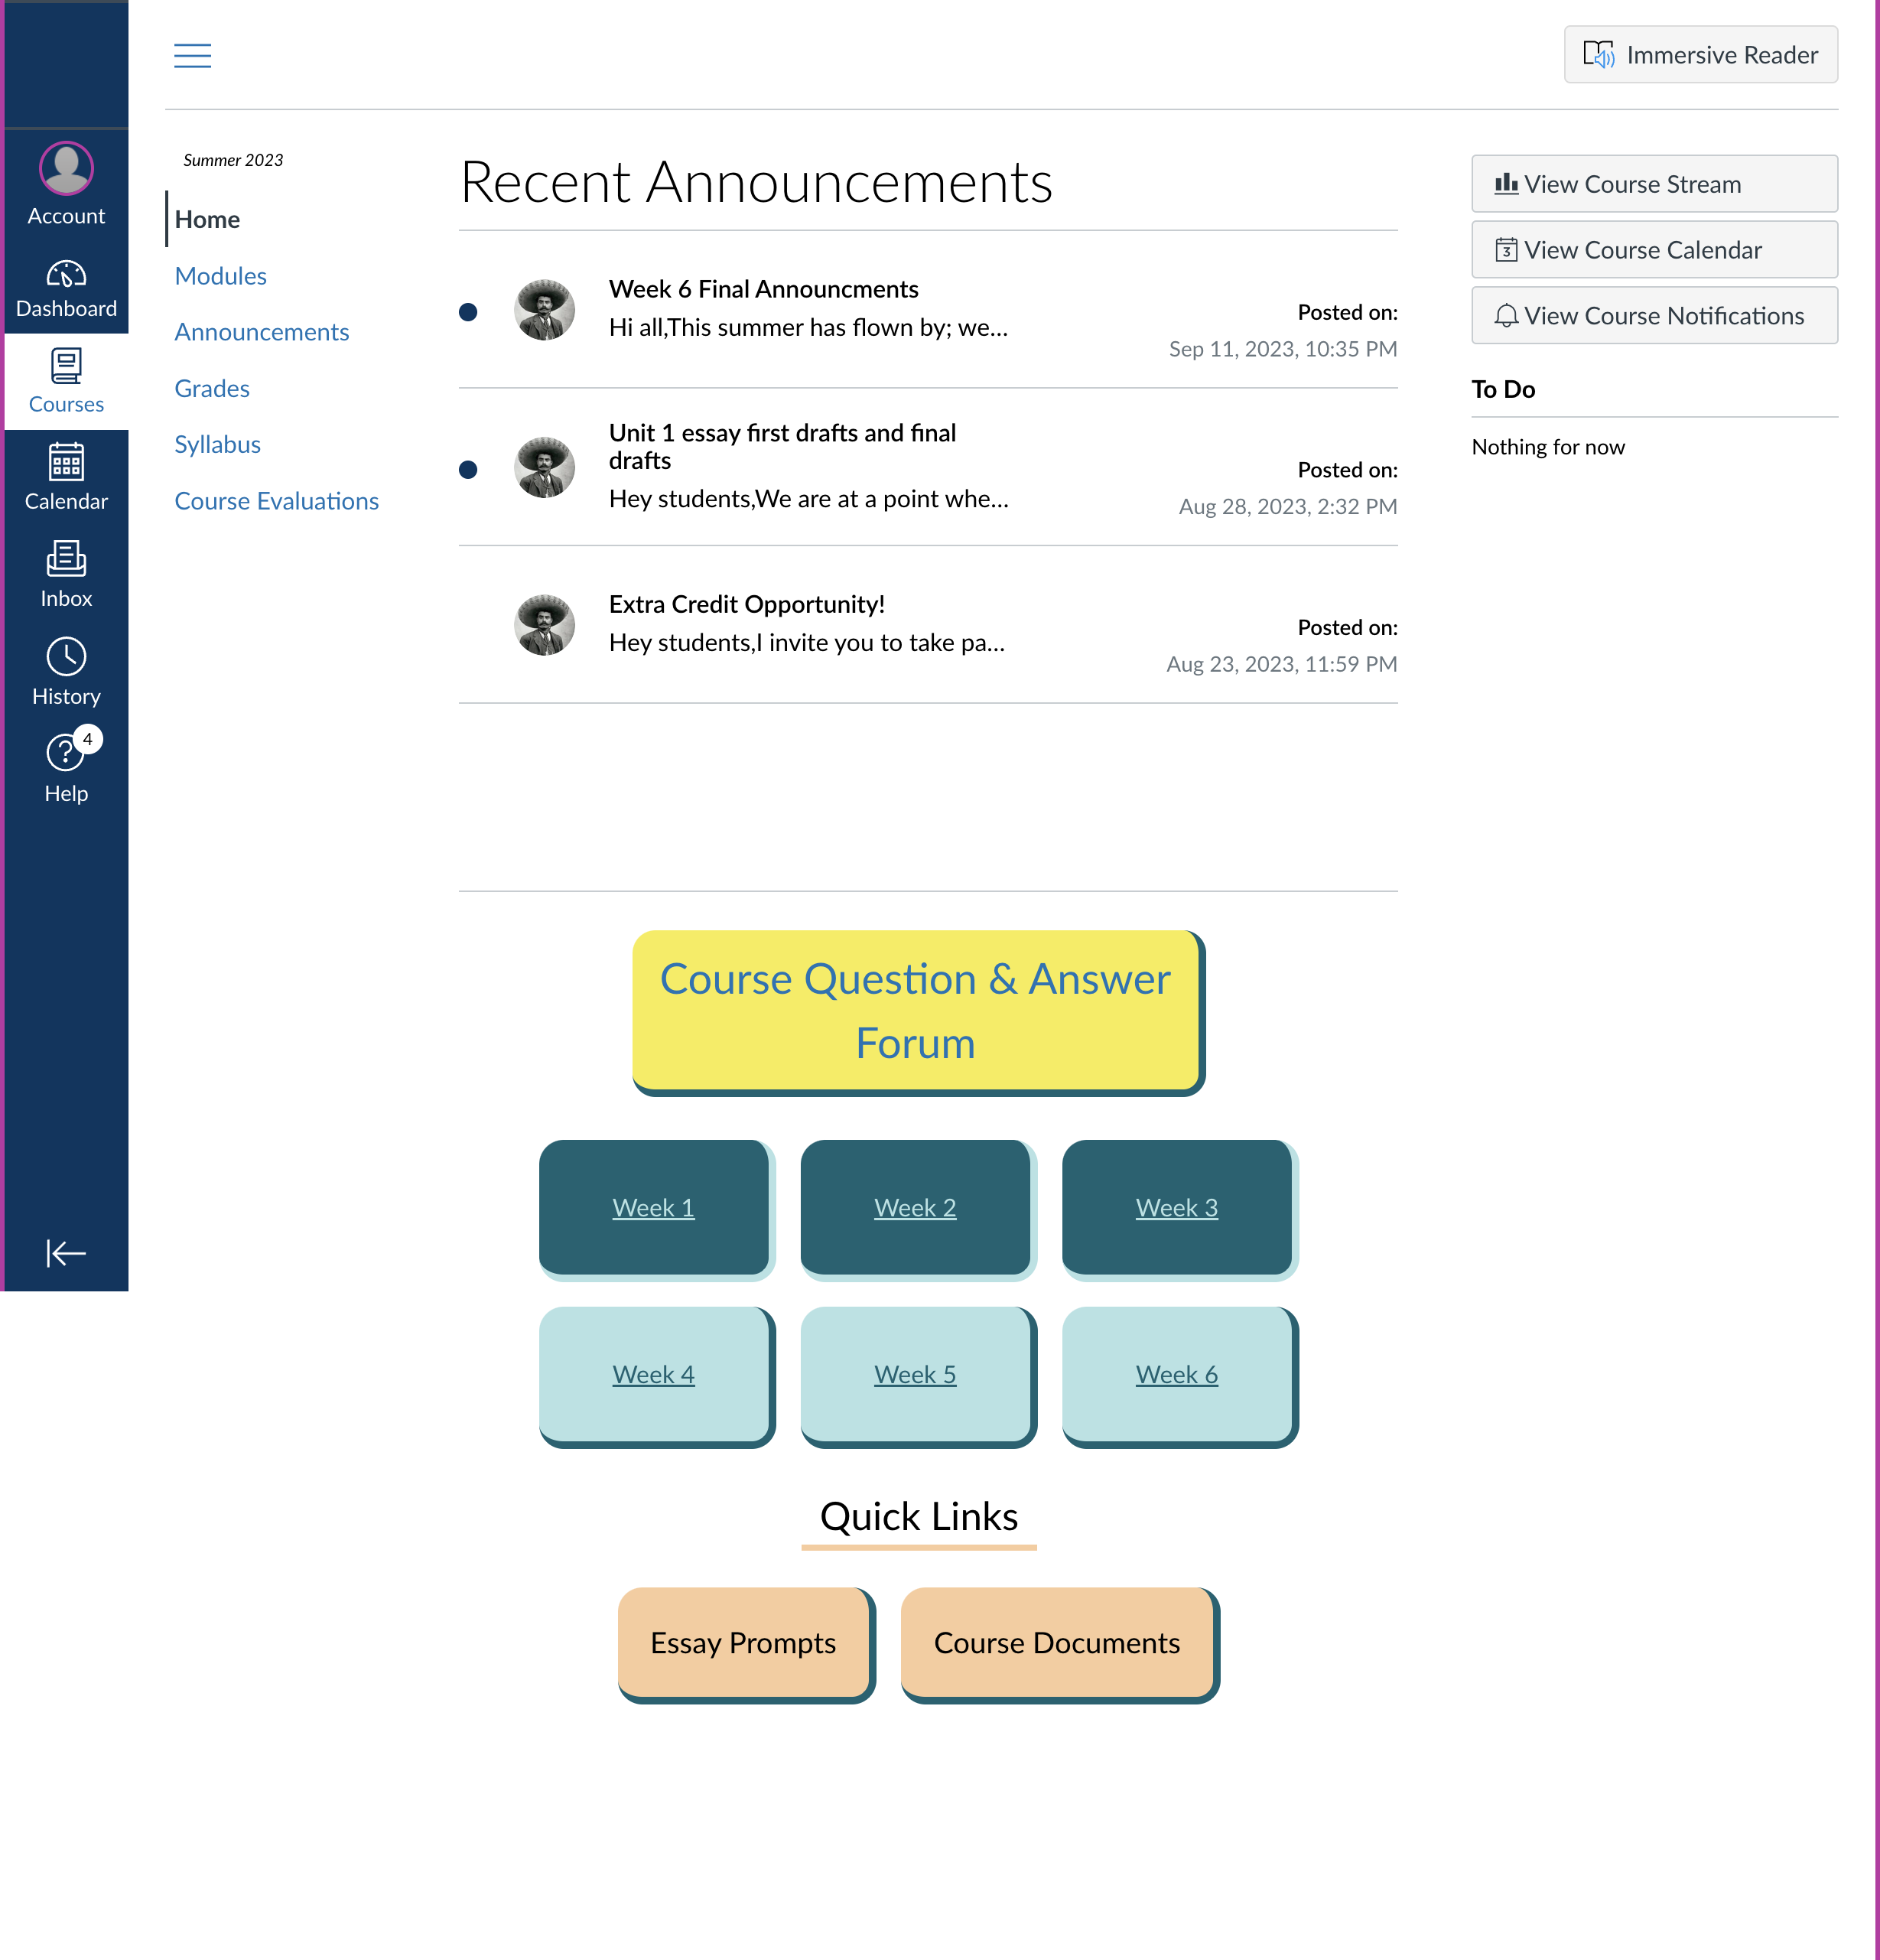 Immersive Reader
Account
Dashboard
Courses
Calendar
Inbox
History
4
Help
Summer 2023
Home
Modules
Announcements
Grades
Syllabus
Course Evaluations
Recent Announcements
Week 6 Final Announcments
Hi all,This summer has flown by; we...
Posted on:
Sep 11, 2023, 10:35 PM
Unit 1 essay first drafts and final
drafts
Hey students,We are at a point whe...
Posted on:
Aug 28, 2023, 2:32 PM
Extra Credit Opportunity!
Hey students,I invite you to take pa...
Posted on:
Aug 23, 2023, 11:59 PM
View Course Stream
3 View Course Calendar
View Course Notifications
To Do
Nothing for now
Course Question & Answer
Forum
Week 1
Week 2
Week 3
Week 4
Week 5
Week 6
Quick Links
Essay Prompts
Course Documents